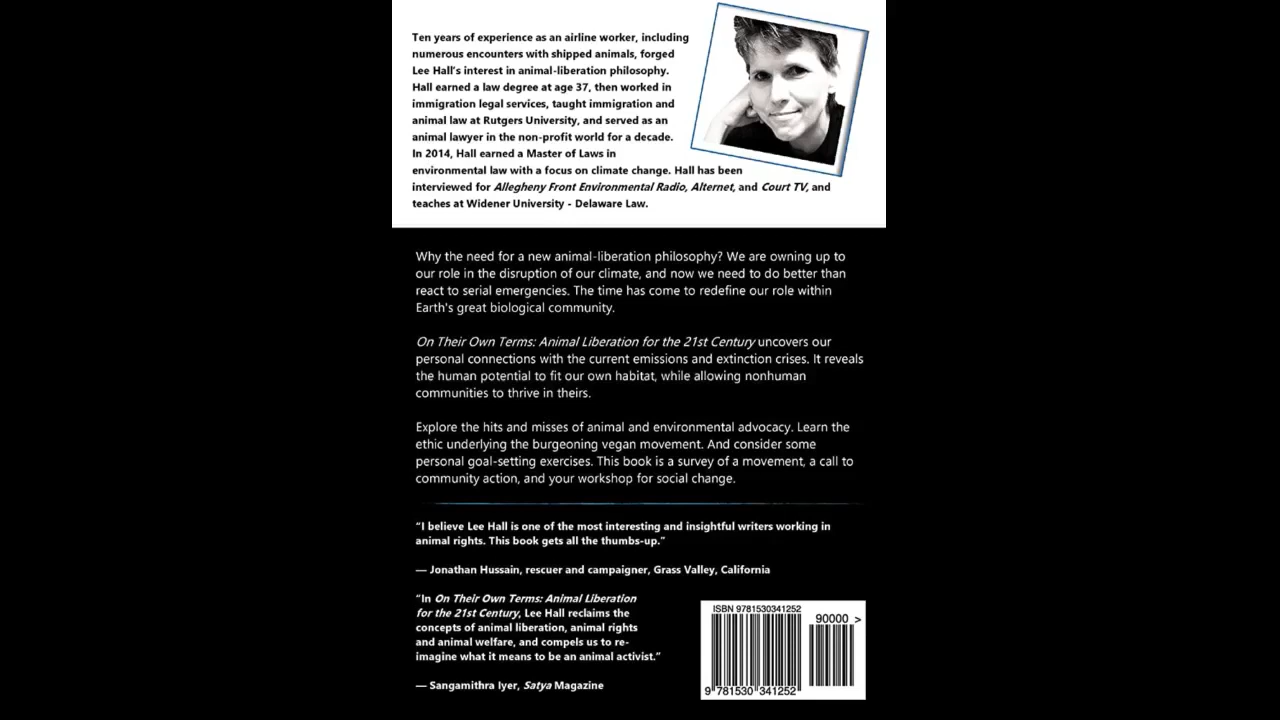 Ten years of experience as an airline worker, including
numerous encounters with shipped animals, forged
Lee Hall's interest in animal-liberation philosophy.
Hall earned a law degree at age 37, then worked in
immigration legal services, taught immigration and
animal law at Rutgers University, and served as an
animal lawyer in the non-profit world for a decade.
In 2014, Hall earned a Master of Laws in
environmental law with a focus on climate change. Hall has been
interviewed for Allegheny Front Environmental Radio, Alternet, and Court TV, and
teaches at Widener University - Delaware Law.
Why the need for a new animal-liberation philosophy? We are owning up to
our role in the disruption of our climate, and now we need to do better than
react to serial emergencies. The time has come to redefine our role within
Earth's great biological community.
On Their Own Terms: Animal Liberation for the 21st Century uncovers our
personal connections with the current emissions and extinction crises. It reveals
the human potential to fit our own habitat, while allowing nonhuman
communities to thrive in theirs.
Explore the hits and misses of animal and environmental advocacy. Learn the
ethic underlying the burgeoning vegan movement. And consider some
personal goal-setting exercises. This book is a survey of a movement, a call to
community action, and your workshop for social change.
“I believe Lee Hall is one of the most interesting and insightful writers working in
animal rights. This book gets all the thumbs-up.”
— Jonathan Hussain, rescuer and campaigner, Grass Valley, California
“In On Their Own Terms: Animal Liberation
for the 21st Century, Lee Hall reclaims the
concepts of animal liberation, animal rights
and animal welfare, and compels us to re-
imagine what it means to be an animal activist.”
— Sangamithra Iyer, Satya Magazine
ISBN 9781530341252
90000 >
9 781530 341252